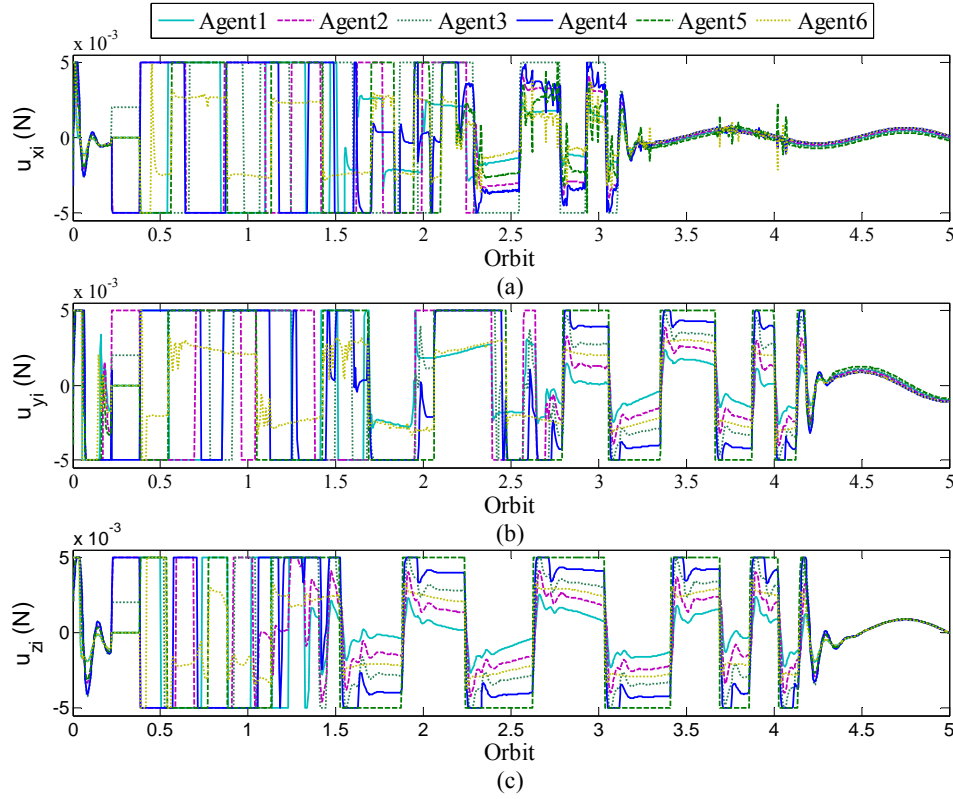 Agent1 Agent2 Agent3 Agent4 Agent5 Agent6
x 10^-3
5
0
-5
u_xi (N)
0 0.5 1 1.5 2 2.5 3 3.5 4 4.5 5
Orbit
(a)
x 10^-3
5
0
-5
u_yi (N)
0 0.5 1 1.5 2 2.5 3 3.5 4 4.5 5
Orbit
(b)
x 10^-3
5
0
-5
u_zi (N)
0 0.5 1 1.5 2 2.5 3 3.5 4 4.5 5
Orbit
(c)